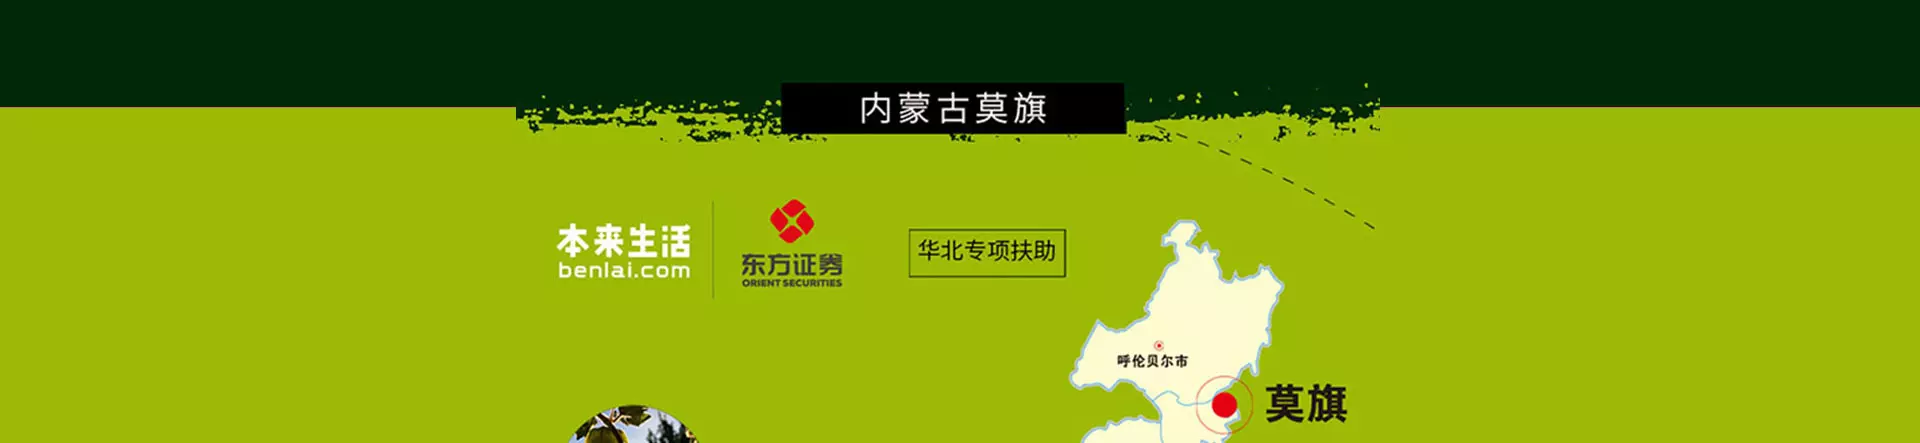 内蒙古莫旗
本来生活
benlai.com
东方证券
ORIENT SECURITIES
华北专项扶助
呼伦贝尔市
莫旗